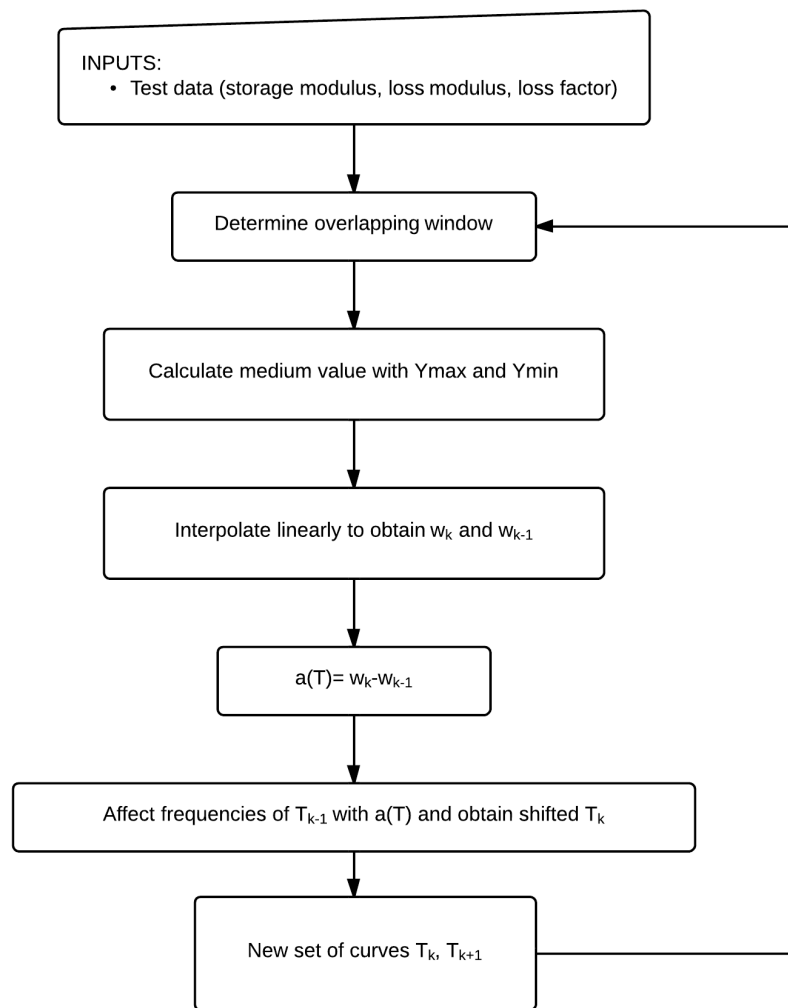 INPUTS:
• Test data (storage modulus, loss modulus, loss factor)
Determine overlapping window
Calculate medium value with Ymax and Ymin
Interpolate linearly to obtain wₖ and wₖ₋₁
a(T)= wₖ-wₖ₋₁
Affect frequencies of Tₖ₋₁ with a(T) and obtain shifted Tₖ
New set of curves Tₖ, Tₖ₊₁